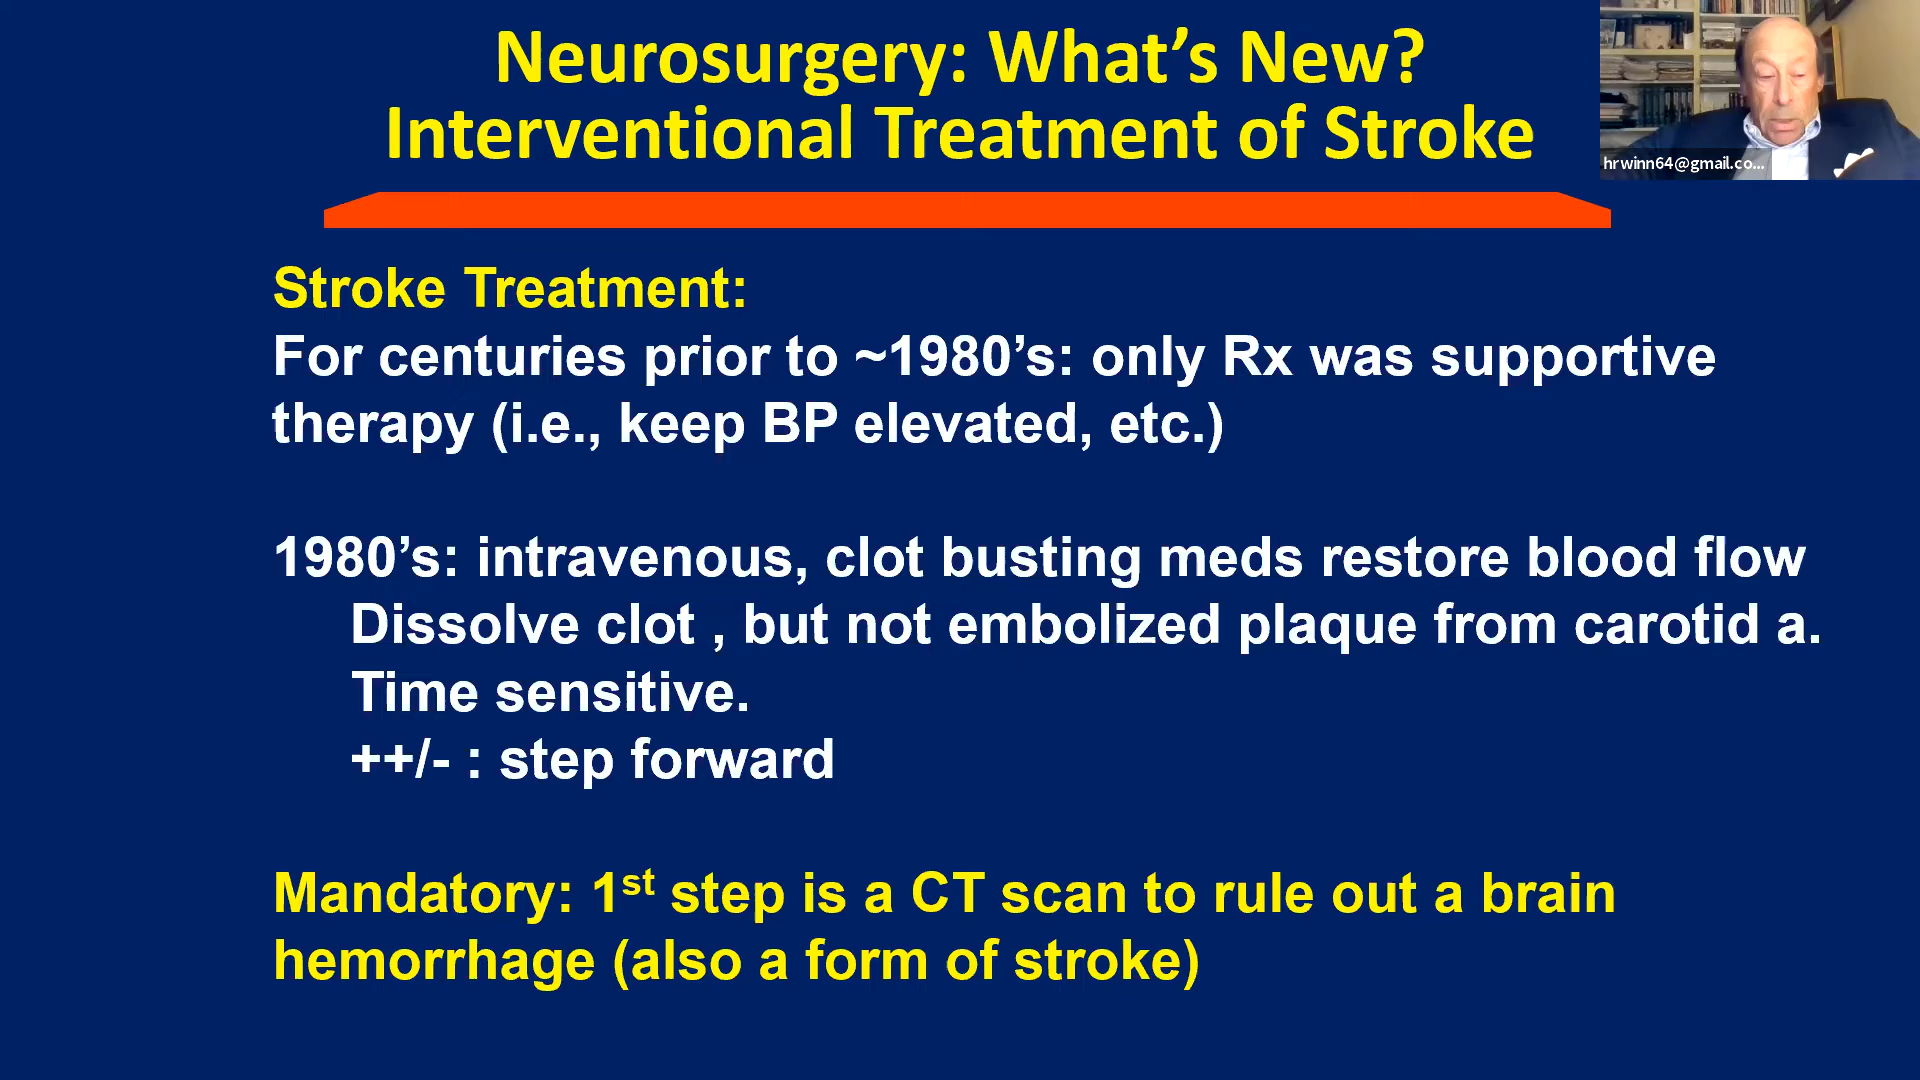 Neurosurgery: What’s New?
Interventional Treatment of Stroke
hrwinn64@gmail.co...
Stroke Treatment:
For centuries prior to ~1980’s: only Rx was supportive
therapy (i.e., keep BP elevated, etc.)
1980’s: intravenous, clot busting meds restore blood flow
Dissolve clot , but not embolized plaque from carotid a.
Time sensitive.
++/- : step forward
Mandatory: 1st step is a CT scan to rule out a brain
hemorrhage (also a form of stroke)